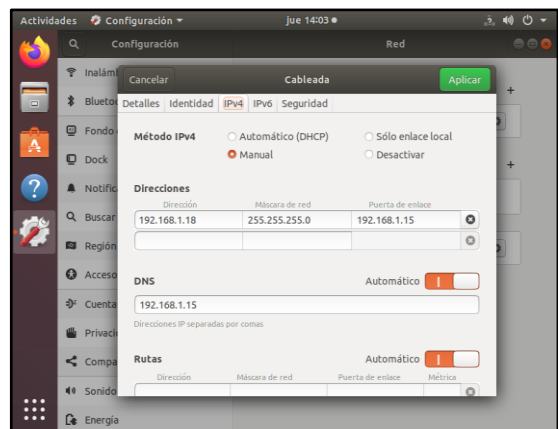 Actividades Configuración jue 14:03
Configuración Red
Cancelar Cableada Aplicar
Detalles Identidad IPv4 IPv6 Seguridad
Método IPv4 Automático (DHCP) Sólo enlace local
Manual Desactivar
Direcciones
Dirección Máscara de red Puerta de enlace
192.168.1.18 255.255.255.0 192.168.1.15
DNS Automático
192.168.1.15
Direcciones IP separadas por comas
Rutas Automático
Dirección Máscara de red Puerta de enlace Métrica
Inalám
Blueto
Fondo
Dock
Notific
Buscar
Región
Acceso
Cuenta
Privaci
Compa
Sonido
Energía